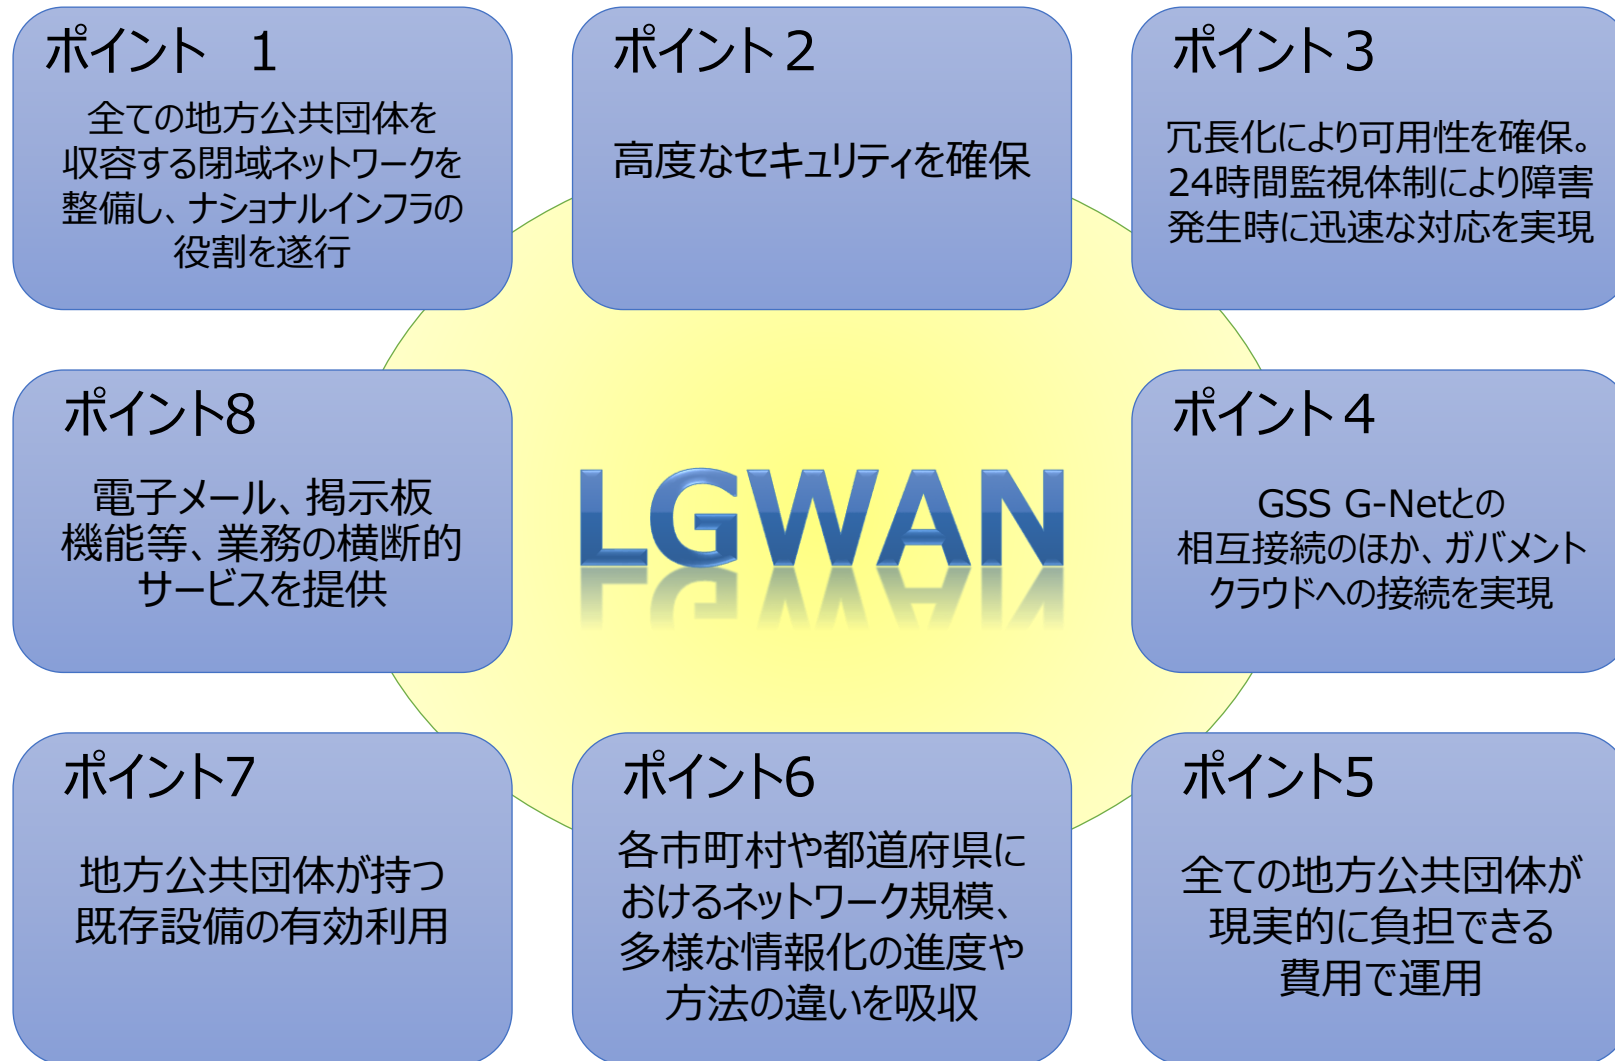 ポイント　1
全ての地方公共団体を
収容する閉域ネットワークを
整備し、ナショナルインフラの
役割を遂行
ポイント２
高度なセキュリティを確保
ポイント３
冗長化により可用性を確保。
24時間監視体制により障害
発生時に迅速な対応を実現
ポイント8
電子メール、掲示板
機能等、業務の横断的
サービスを提供
LGWAN
ポイント４
GSS G-Netとの
相互接続のほか、ガバメント
クラウドへの接続を実現
ポイント7
地方公共団体が持つ
既存設備の有効利用
ポイント6
各市町村や都道府県に
おけるネットワーク規模、
多様な情報化の進度や
方法の違いを吸収
ポイント5
全ての地方公共団体が
現実的に負担できる
費用で運用